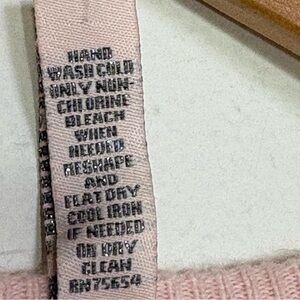 HAND
WASH COLD
ONLY NON-
CHLORINE
BLEACH
WHEN
NEEDED
RESHAPE
AND
FLAT DRY
COOL IRON
IF NEEDED
OR DRY
CLEAN
RN75654